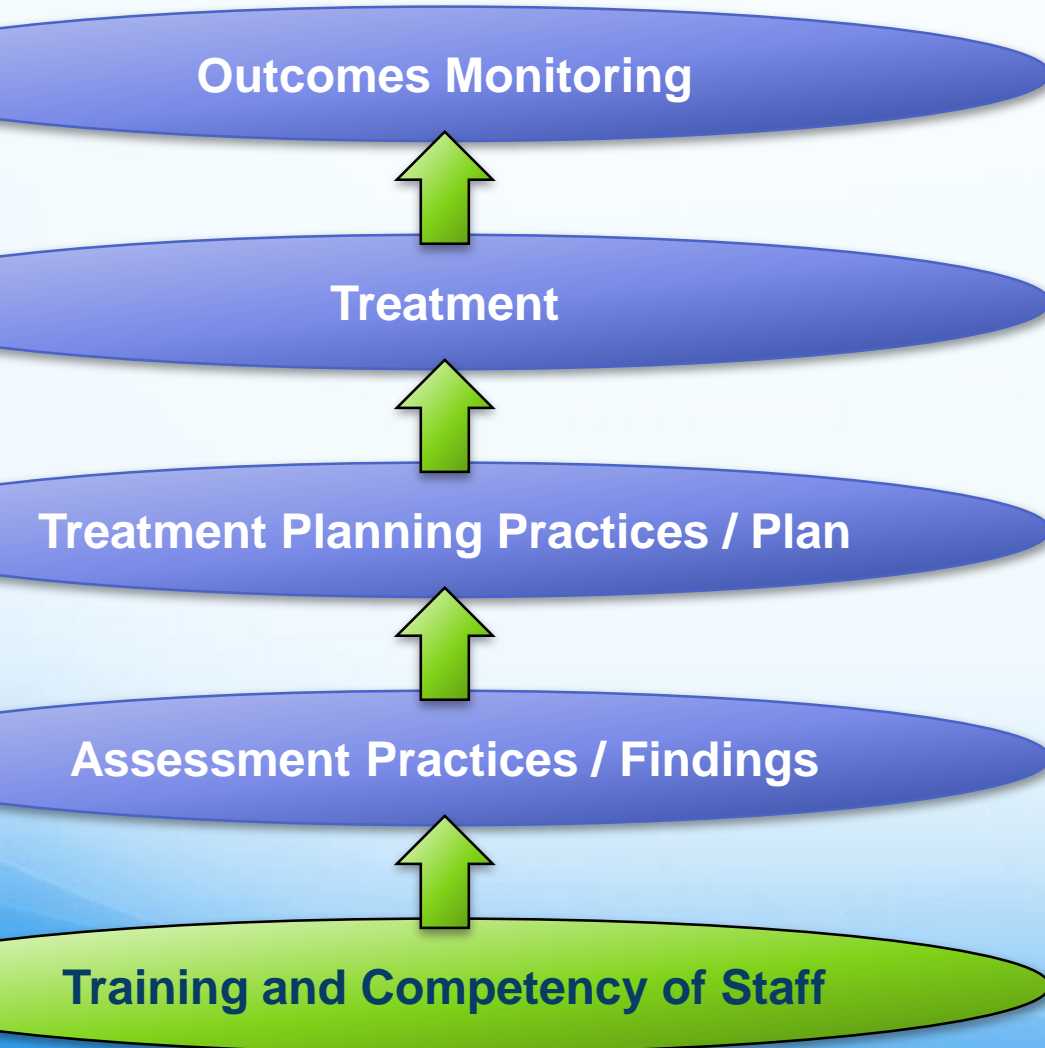 Outcomes Monitoring
Treatment
Treatment Planning Practices / Plan
Assessment Practices / Findings
Training and Competency of Staff